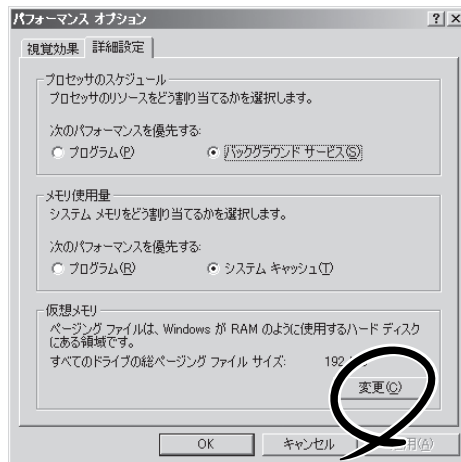 パフォーマンス オプション
視覚効果 詳細設定
プロセッサのスケジュール
プロセッサのリソースをどう割り当てるかを選択します。
次のパフォーマンスを優先する:
プログラム(P) バックグラウンド サービス(S)
メモリ使用量
システム メモリをどう割り当てるかを選択します。
次のパフォーマンスを優先する:
プログラム(R) システム キャッシュ(T)
仮想メモリ
ページング ファイルは、Windows が RAM のように使用するハード ディスク
にある領域です。
すべてのドライブの総ページング ファイル サイズ: 192
変更(C)
OK キャンセル 用(A)